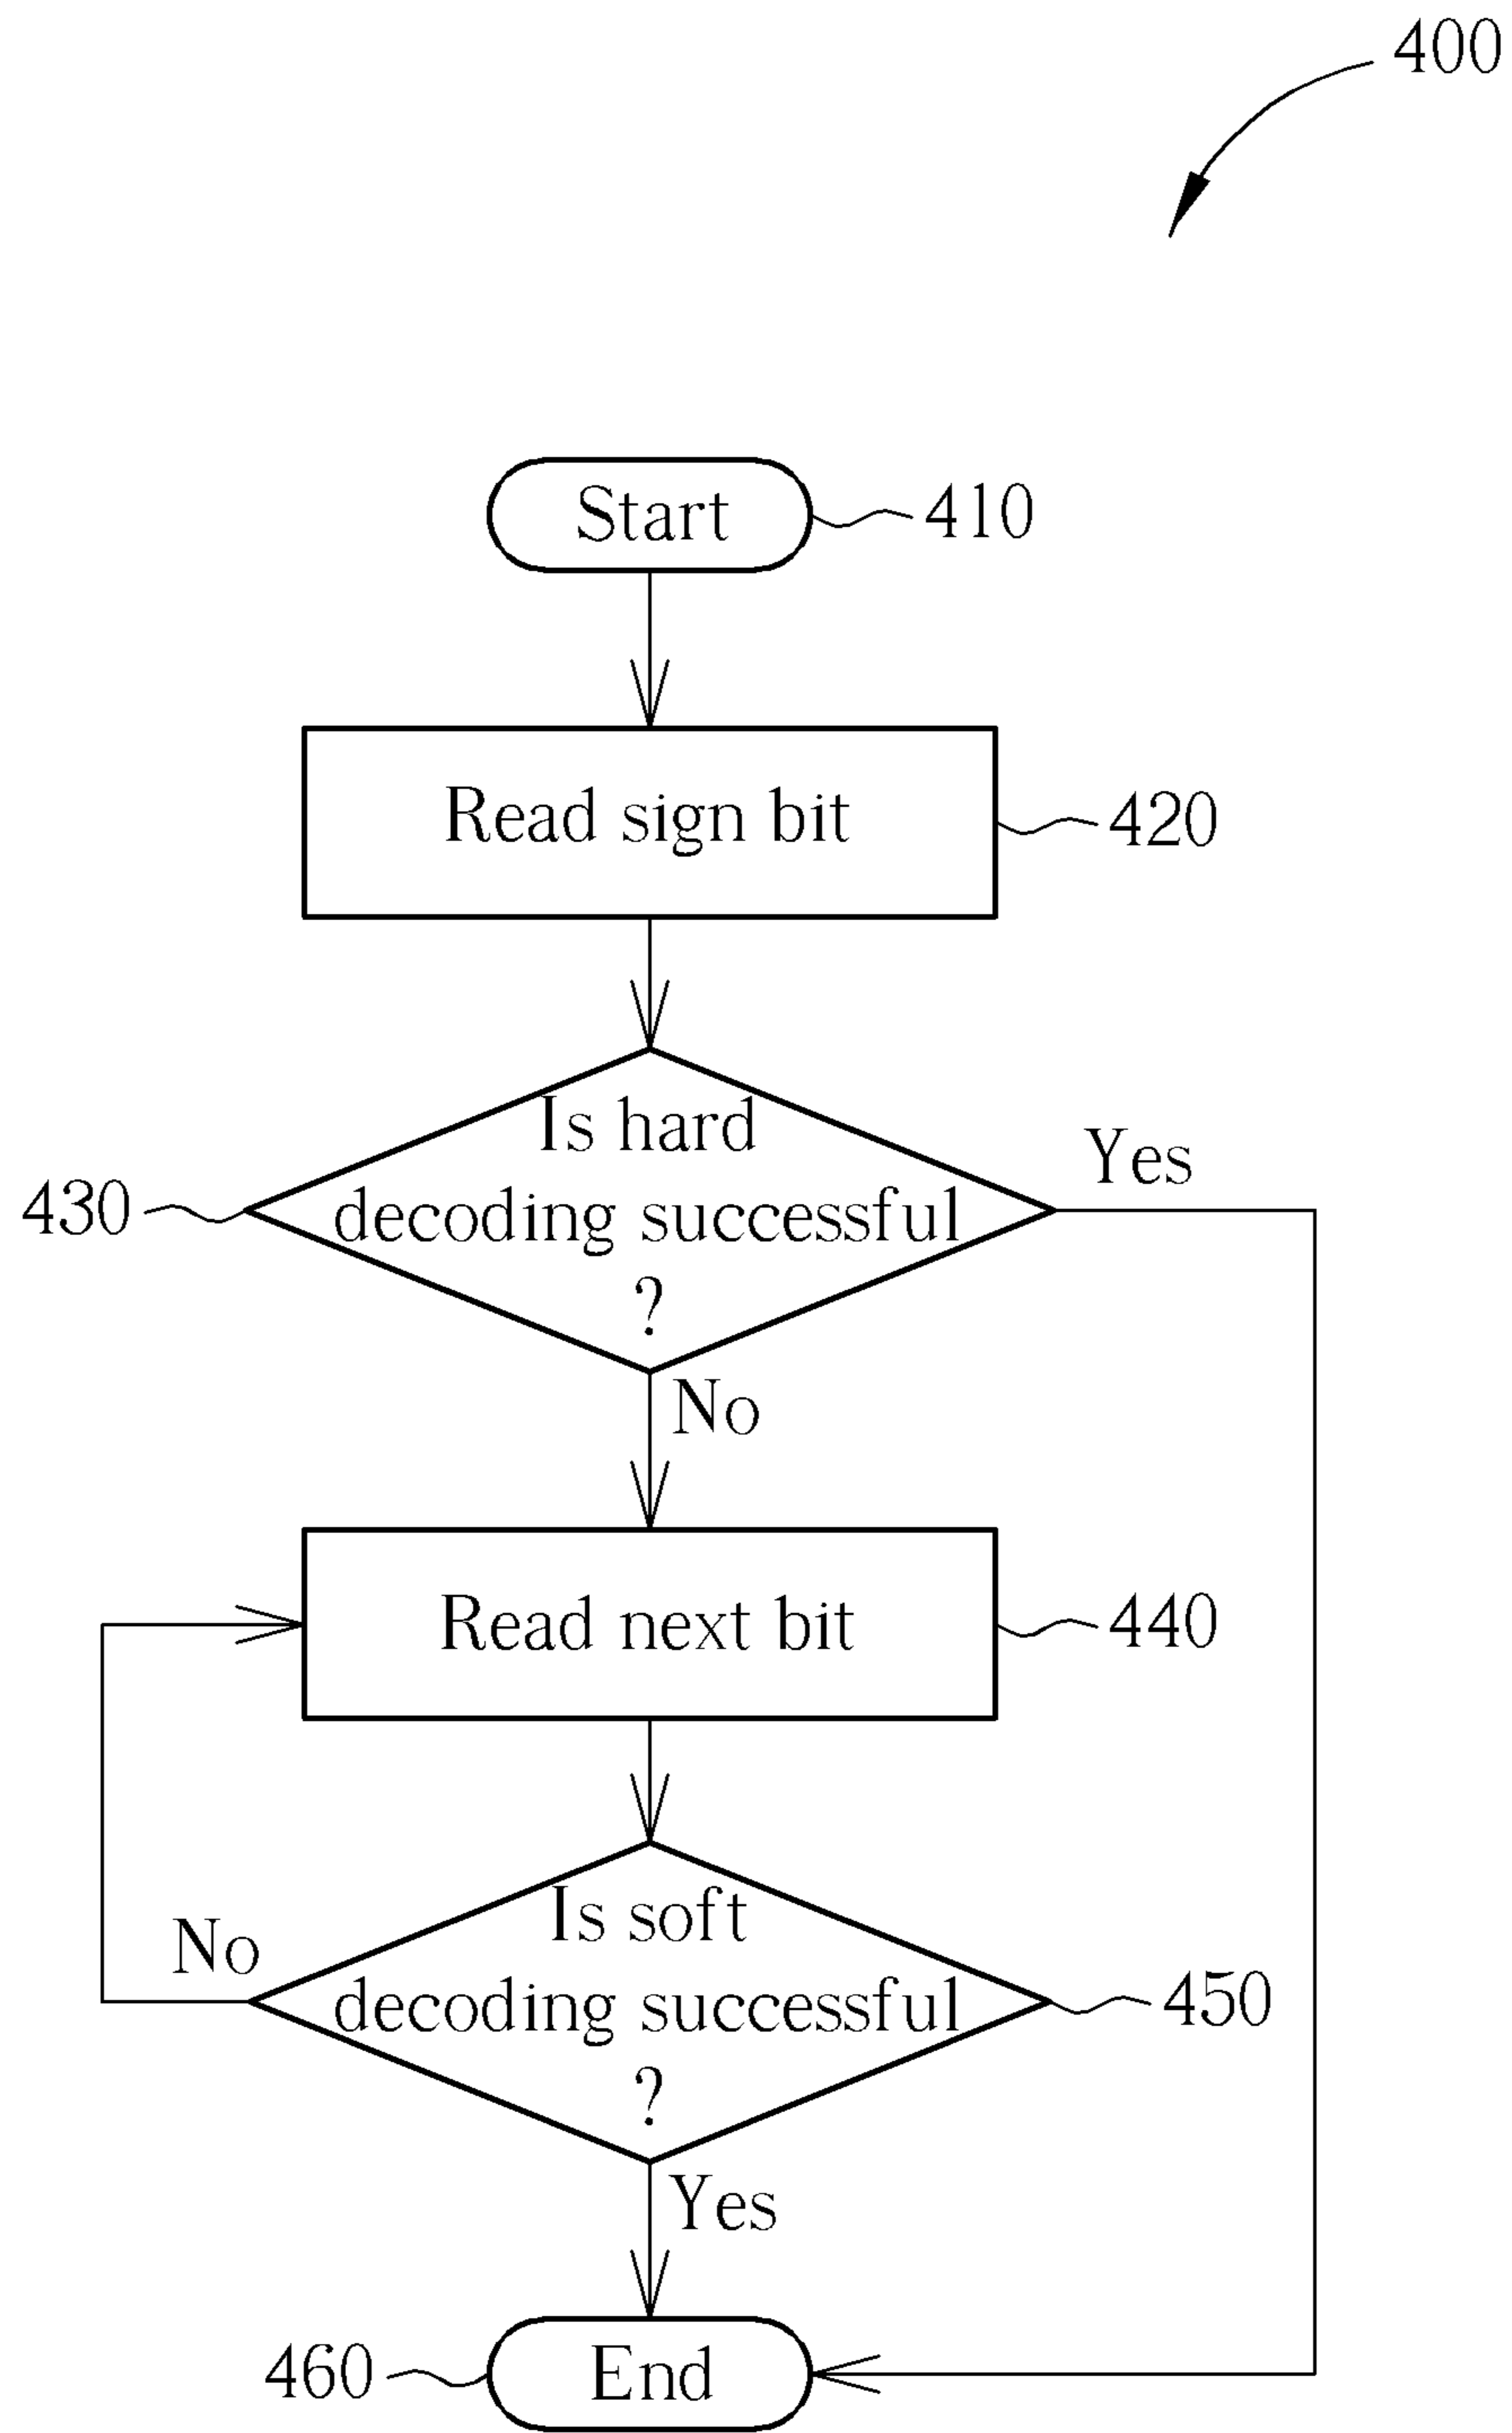 400
Start
410
Read sign bit
420
Is hard
decoding successful
?
430
Yes
No
Read next bit
440
Is soft
decoding successful
?
450
No
Yes
End
460